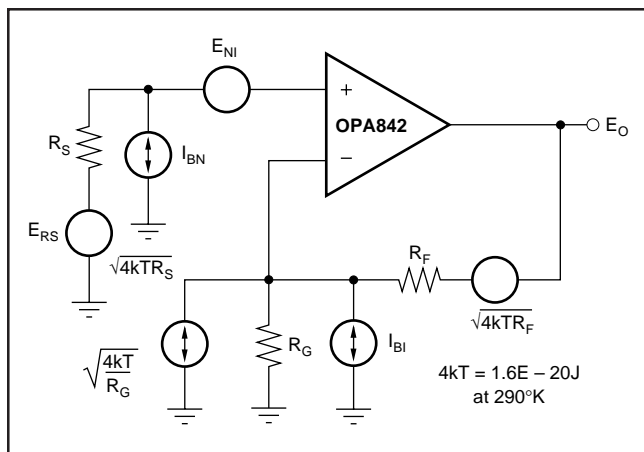 E_NI
+
OPA842
−
E_O
R_S
I_BN
E_RS
√4kTR_S
R_F
√4kTR_F
√4kT/R_G
R_G
I_BI
4kT = 1.6E – 20J
at 290°K